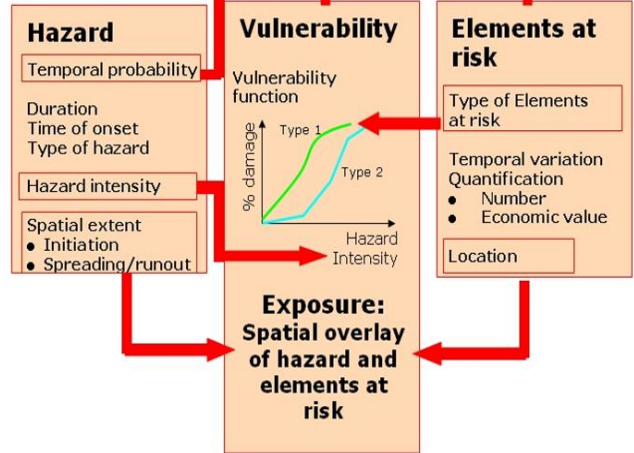 Hazard
Temporal probability
Duration
Time of onset
Type of hazard
Hazard intensity
Spatial extent
• Initiation
• Spreading/runout
Vulnerability
Vulnerability
function
% damage
Type 1
Type 2
Hazard
Intensity
Exposure:
Spatial overlay
of hazard and
elements at
risk
Elements at
risk
Type of Elements
at risk
Temporal variation
Quantification
• Number
• Economic value
Location